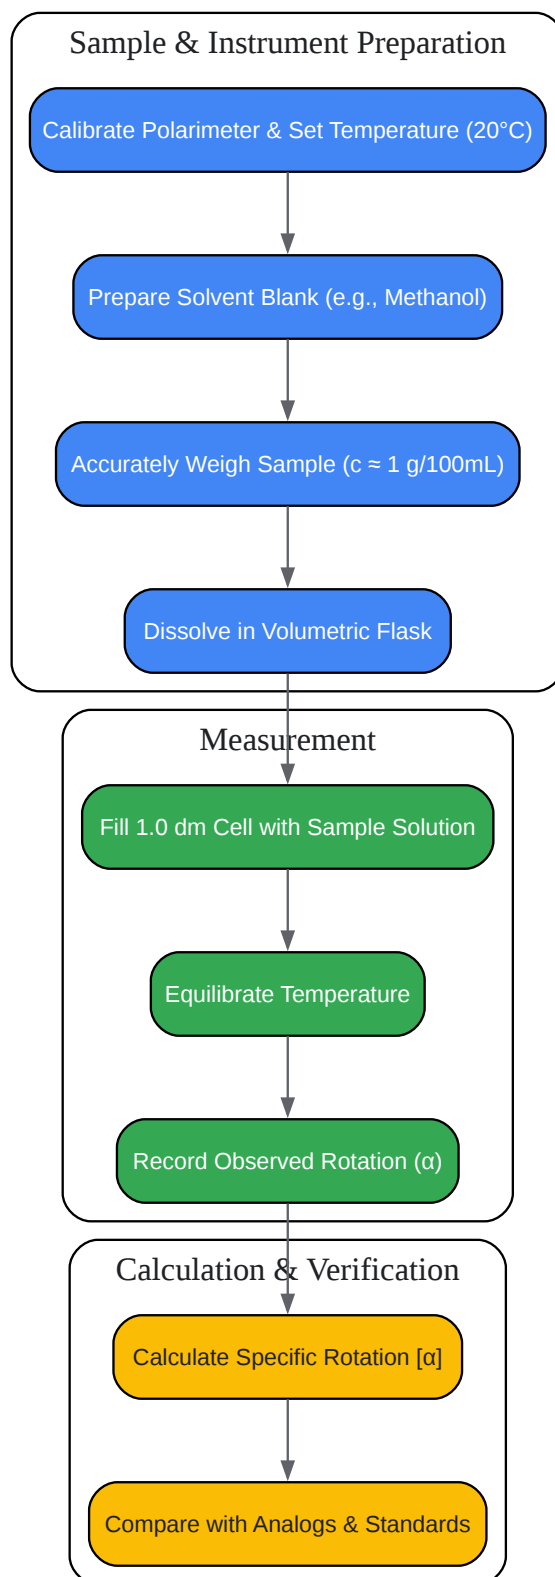 Sample & Instrument Preparation
Calibrate Polarimeter & Set Temperature (20°C)
Prepare Solvent Blank (e.g., Methanol)
Accurately Weigh Sample (c ≈ 1 g/100mL)
Dissolve in Volumetric Flask
Measurement
Fill 1.0 dm Cell with Sample Solution
Equilibrate Temperature
Record Observed Rotation (α)
Calculation & Verification
Calculate Specific Rotation [α]
Compare with Analogs & Standards